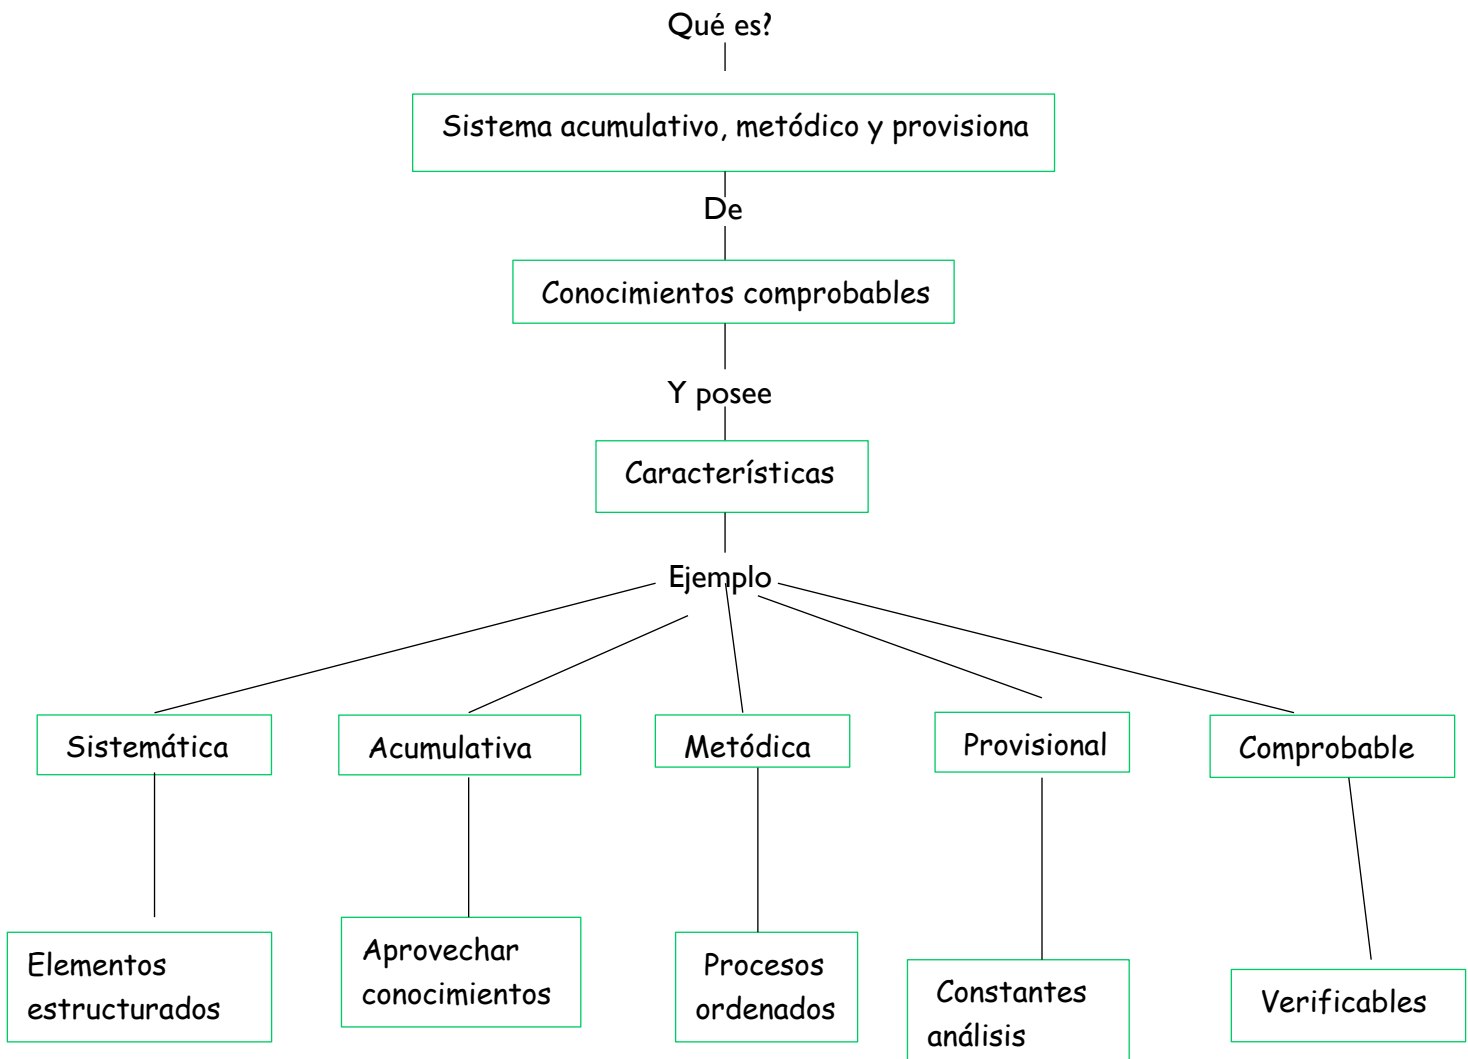 Qué es?
Sistema acumulativo, metódico y provisiona
De
Conocimientos comprobables
Y posee
Características
Ejemplo
Sistemática
Acumulativa
Metódica
Provisional
Comprobable
Elementos
estructurados
Aprovechar
conocimientos
Procesos
ordenados
Constantes
análisis
Verificables